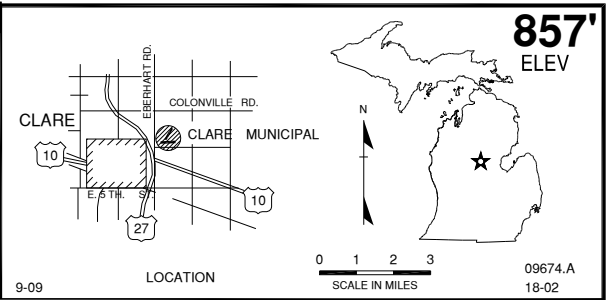 857'
ELEV
EBERHART RD.
COLONVILLE RD.
CLARE
CLARE MUNICIPAL
10
E. 5 TH. ST.
10
27
N
0 1 2 3
SCALE IN MILES
LOCATION
9-09
09674.A
18-02